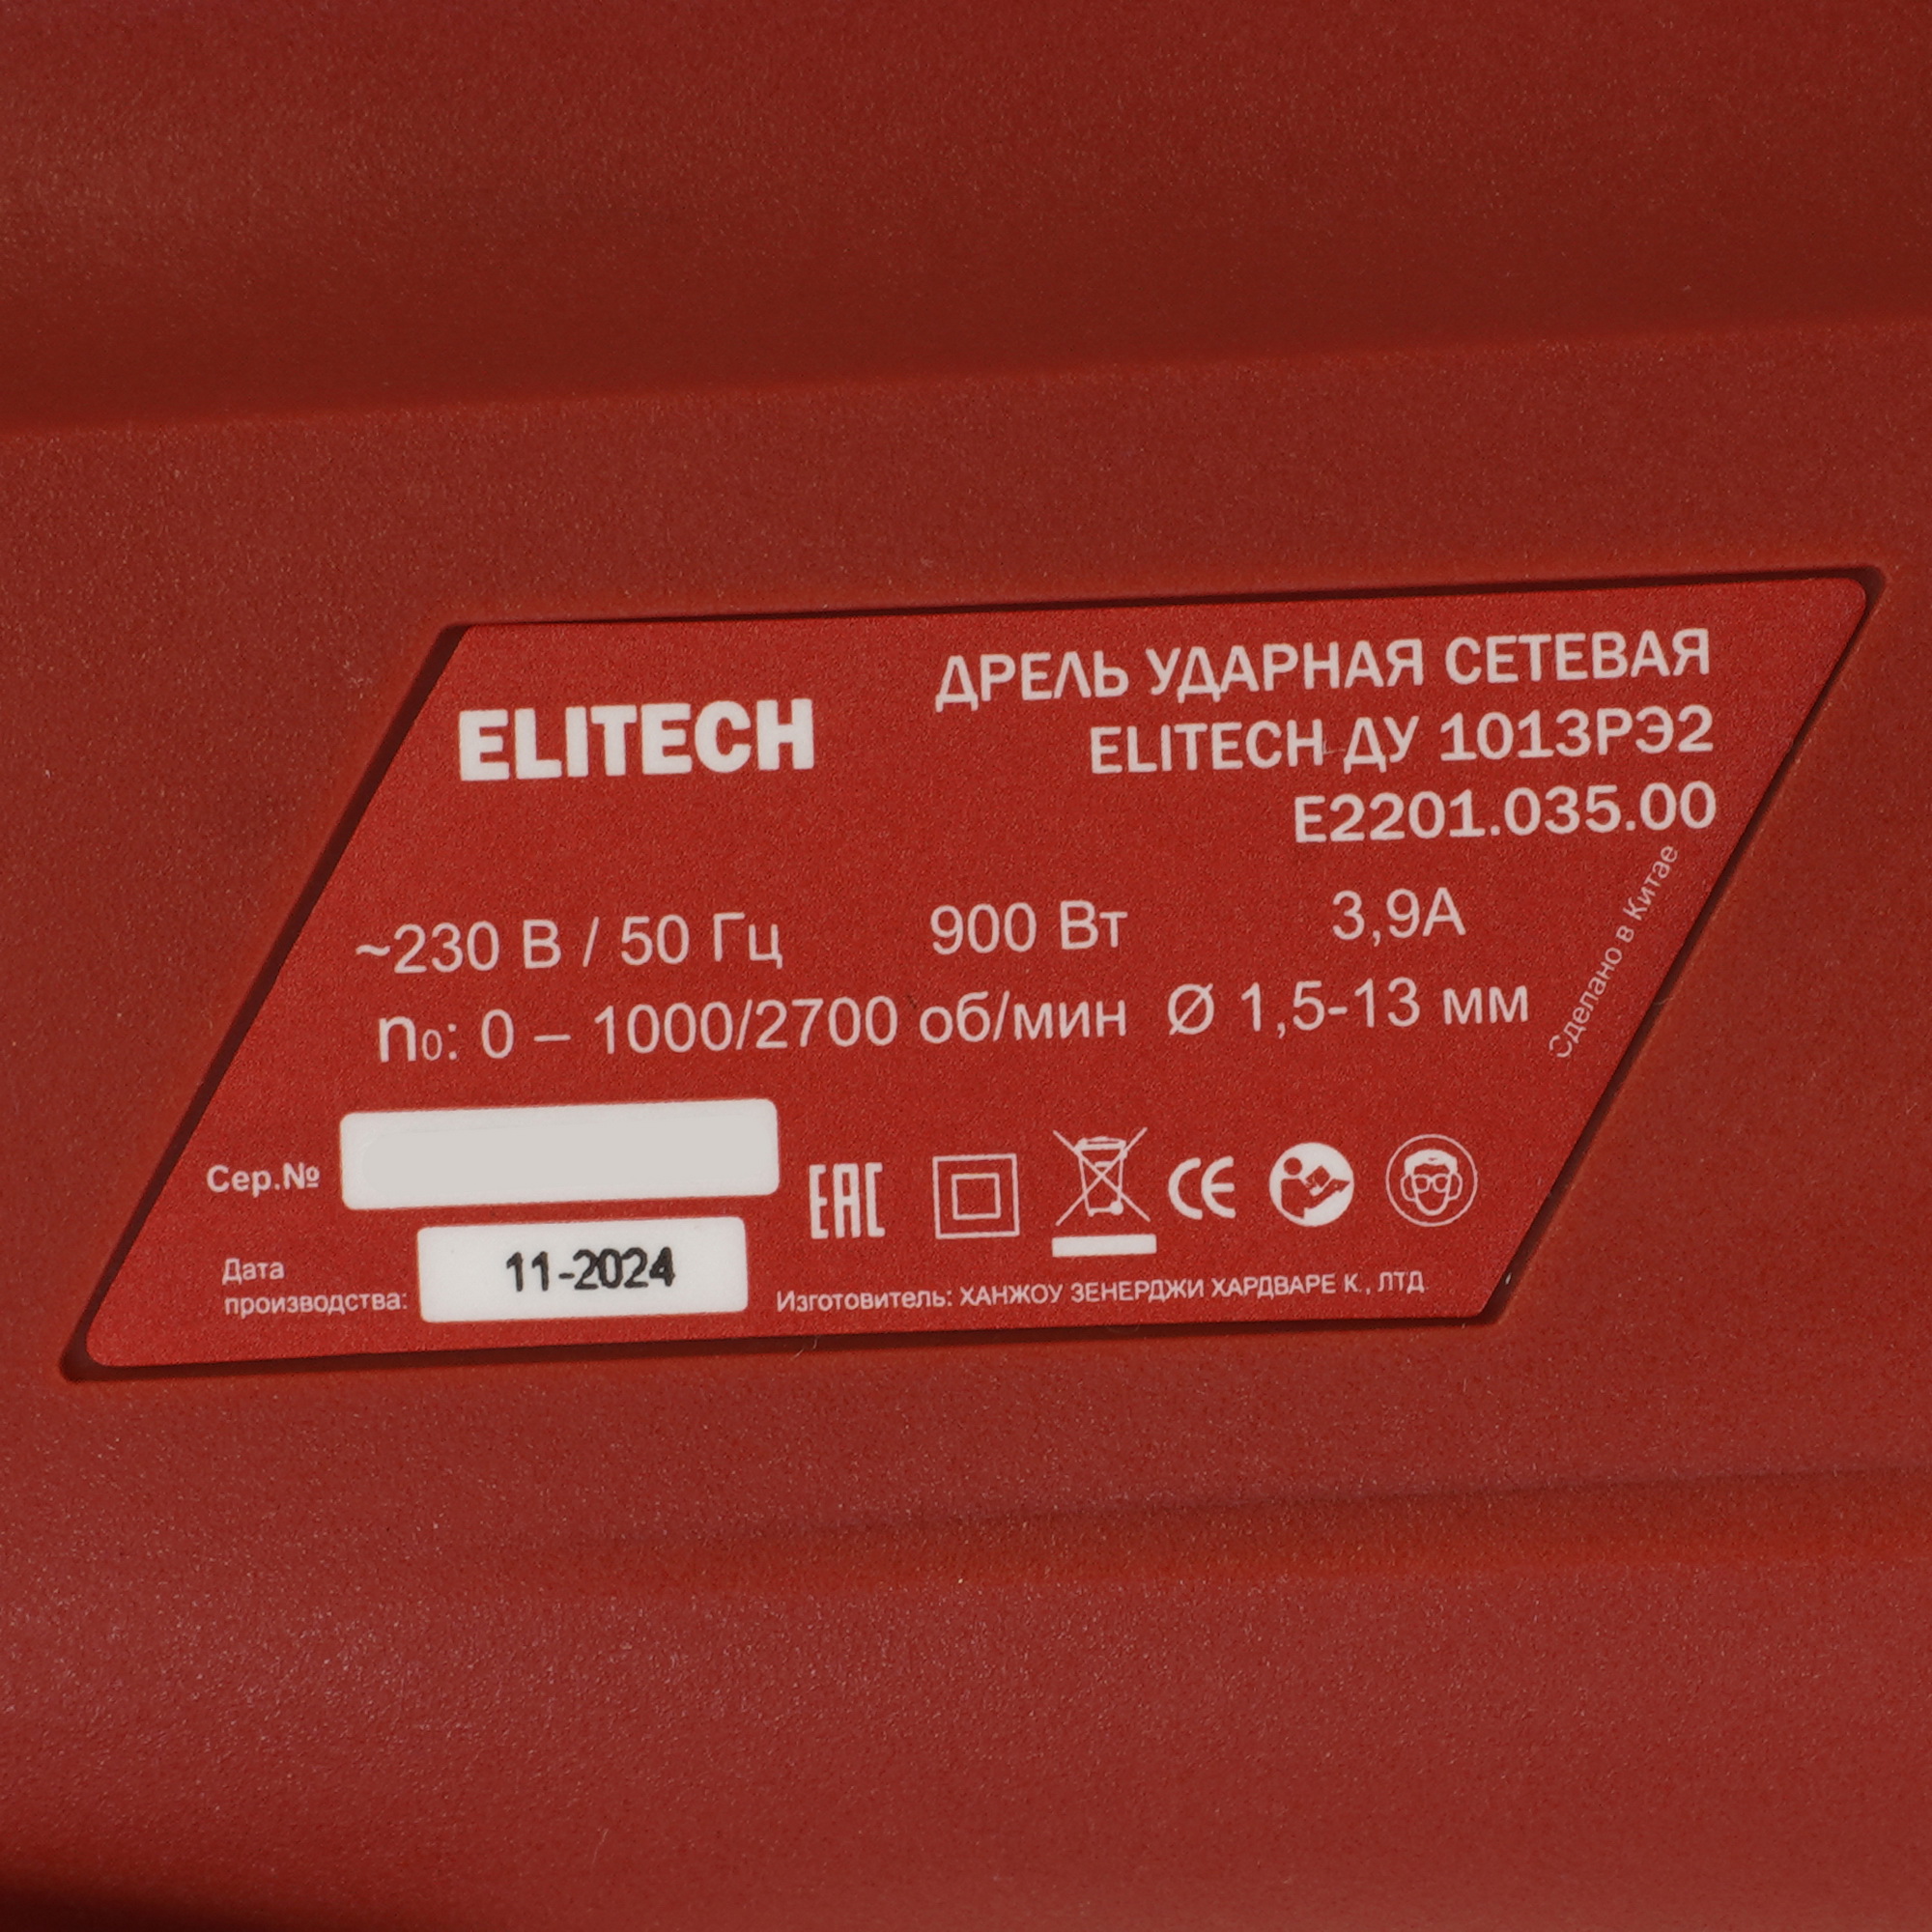 ELITECH
ДРЕЛЬ УДАРНАЯ СЕТЕВАЯ
ELITECH ДУ 1013РЭ2
E2201.035.00
~230 В / 50 Гц 900 Вт 3,9А
n₀: 0 – 1000/2700 об/мин Ø 1,5-13 мм
Сделано в Китае
Сер.№
EAC
CE
Дата
производства:
11-2024
Изготовитель: ХАНЖОУ ЗЕНЕРДЖИ ХАРДВАРЕ К., ЛТД